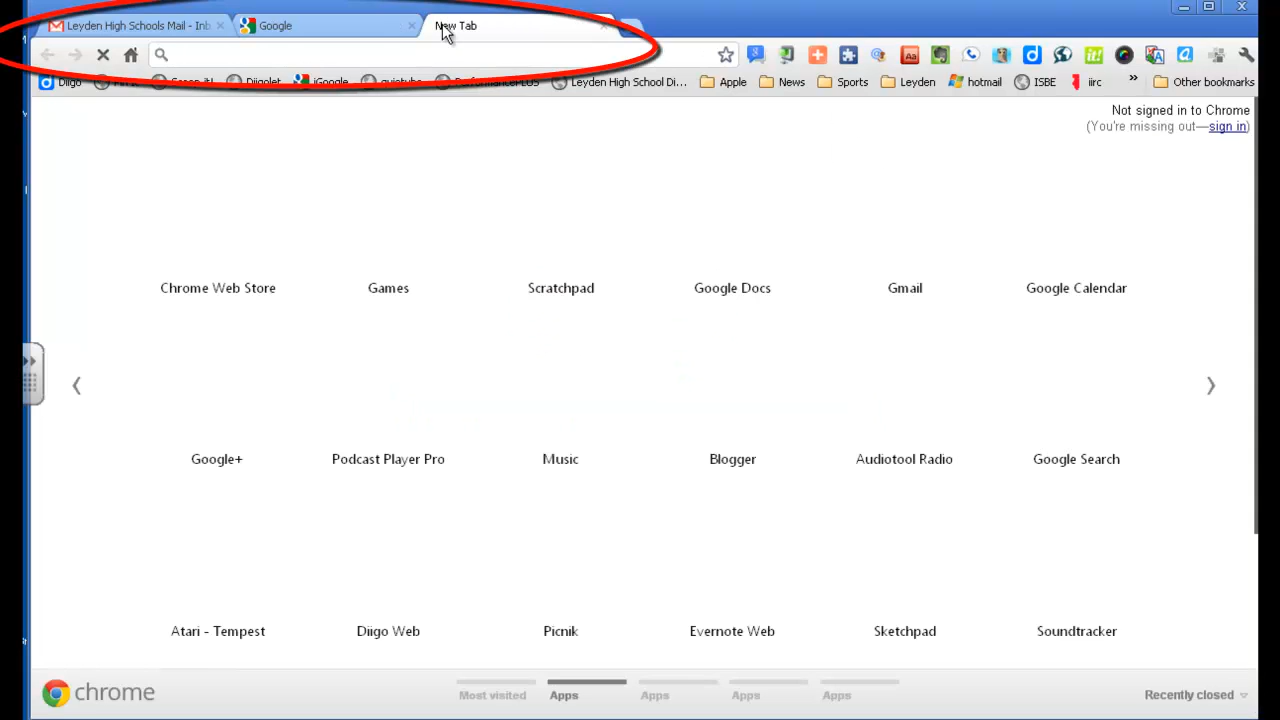 Leyden High Schools Mail - Inb
Google
New Tab
Diigo
Diigolet
iGoogle
PerformancePLUS
Leyden High School Di...
Apple
News
Sports
Leyden
hotmail
ISBE
iirc
Other bookmarks
Not signed in to Chrome
(You're missing out—sign in)
Chrome Web Store
Games
Scratchpad
Google Docs
Gmail
Google Calendar
Google+
Podcast Player Pro
Music
Blogger
Audiotool Radio
Google Search
Atari - Tempest
Diigo Web
Picnik
Evernote Web
Sketchpad
Soundtracker
chrome
Most visited
Apps
Apps
Apps
Apps
Recently closed